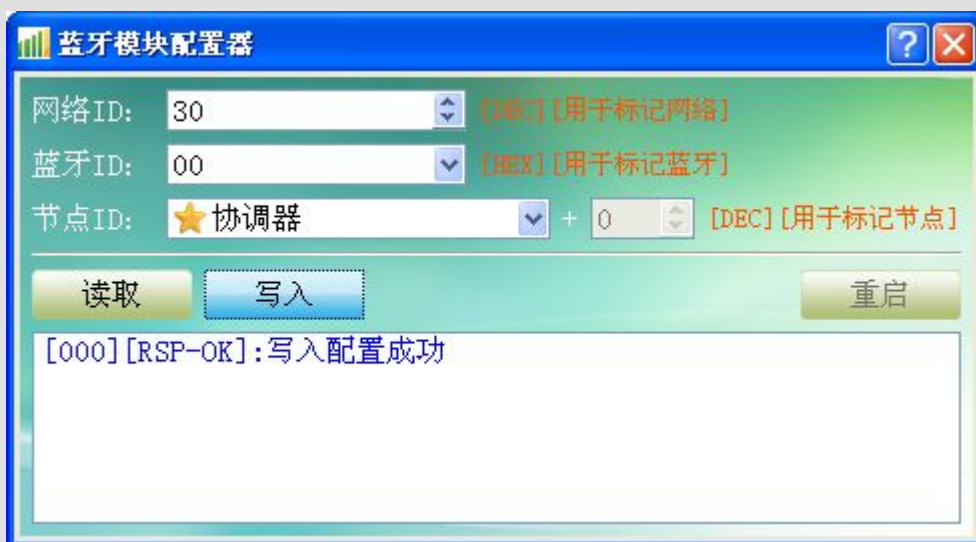 蓝牙模块配置器
网络ID: 30 [DEC][用于标记网络]
蓝牙ID: 00 [HEX][用于标记蓝牙]
节点ID: 协调器 + 0 [DEC][用于标记节点]
读取 写入 重启
[000][RSP-OK]:写入配置成功